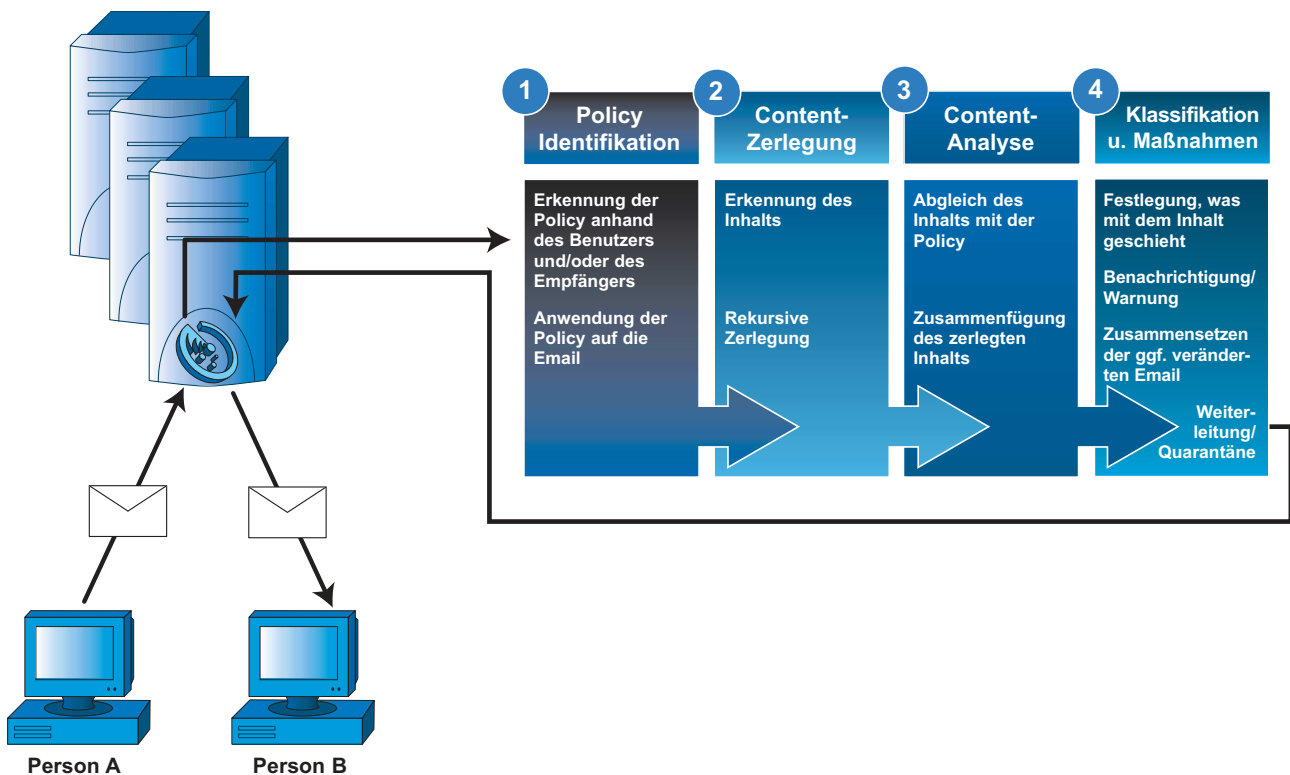 1
Policy
Identifikation
Erkennung der
Policy anhand
des Benutzers
und/oder des
Empfängers
Anwendung der
Policy auf die
Email
2
Content-
Zerlegung
Erkennung des
Inhalts
Rekursive
Zerlegung
3
Content-
Analyse
Abgleich des
Inhalts mit der
Policy
Zusammenfügung
des zerlegten
Inhalts
4
Klassifikation
u. Maßnahmen
Festlegung, was
mit dem Inhalt
geschieht
Benachrichtigung/
Warnung
Zusammensetzen
der ggf. veränder-
ten Email
Weiter-
leitung/
Quarantäne
Person A
Person B